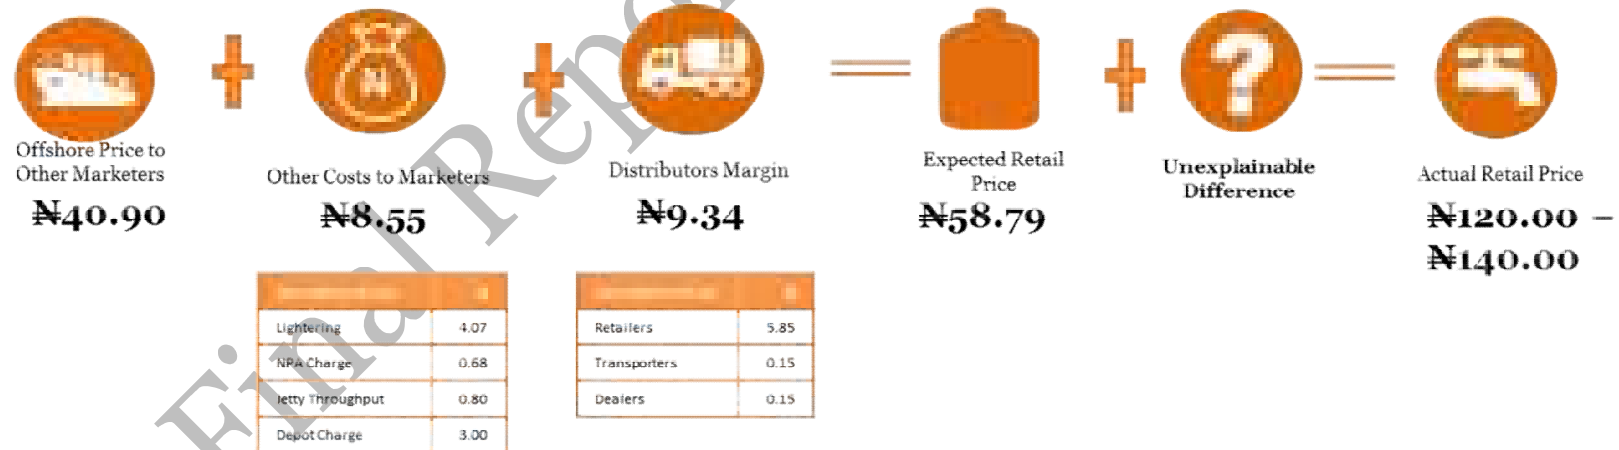 Offshore Price to
Other Marketers
₦40.90
Other Costs to Marketers
₦8.55
Distributors Margin
₦9.34
Expected Retail
Price
₦58.79
Unexplainable
Difference
Actual Retail Price
₦120.00 –
₦140.00
Lightering 4.07
NPA Charge 0.68
Jetty Throughput 0.80
Depot Charge 3.00
Retailers 5.85
Transporters 0.15
Dealers 0.15
N
?
Final Repo